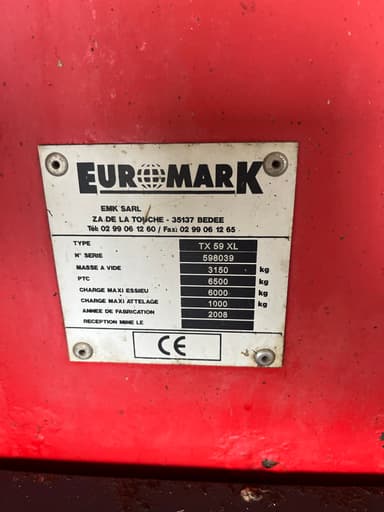 EUROMARK
EMK SARL
ZA DE LA TOUCHE - 35137 BEDEE
Tél: 02 99 06 12 60 / Fax: 02 99 06 12 65
TYPE TX 59 XL
N° SERIE 598039
MASSE A VIDE 3150 kg
PTC 6500 kg
CHARGE MAXI ESSIEU 6000 kg
CHARGE MAXI ATTELAGE 1000 kg
ANNEE DE FABRICATION 2008
RECEPTION MINE LE
CE